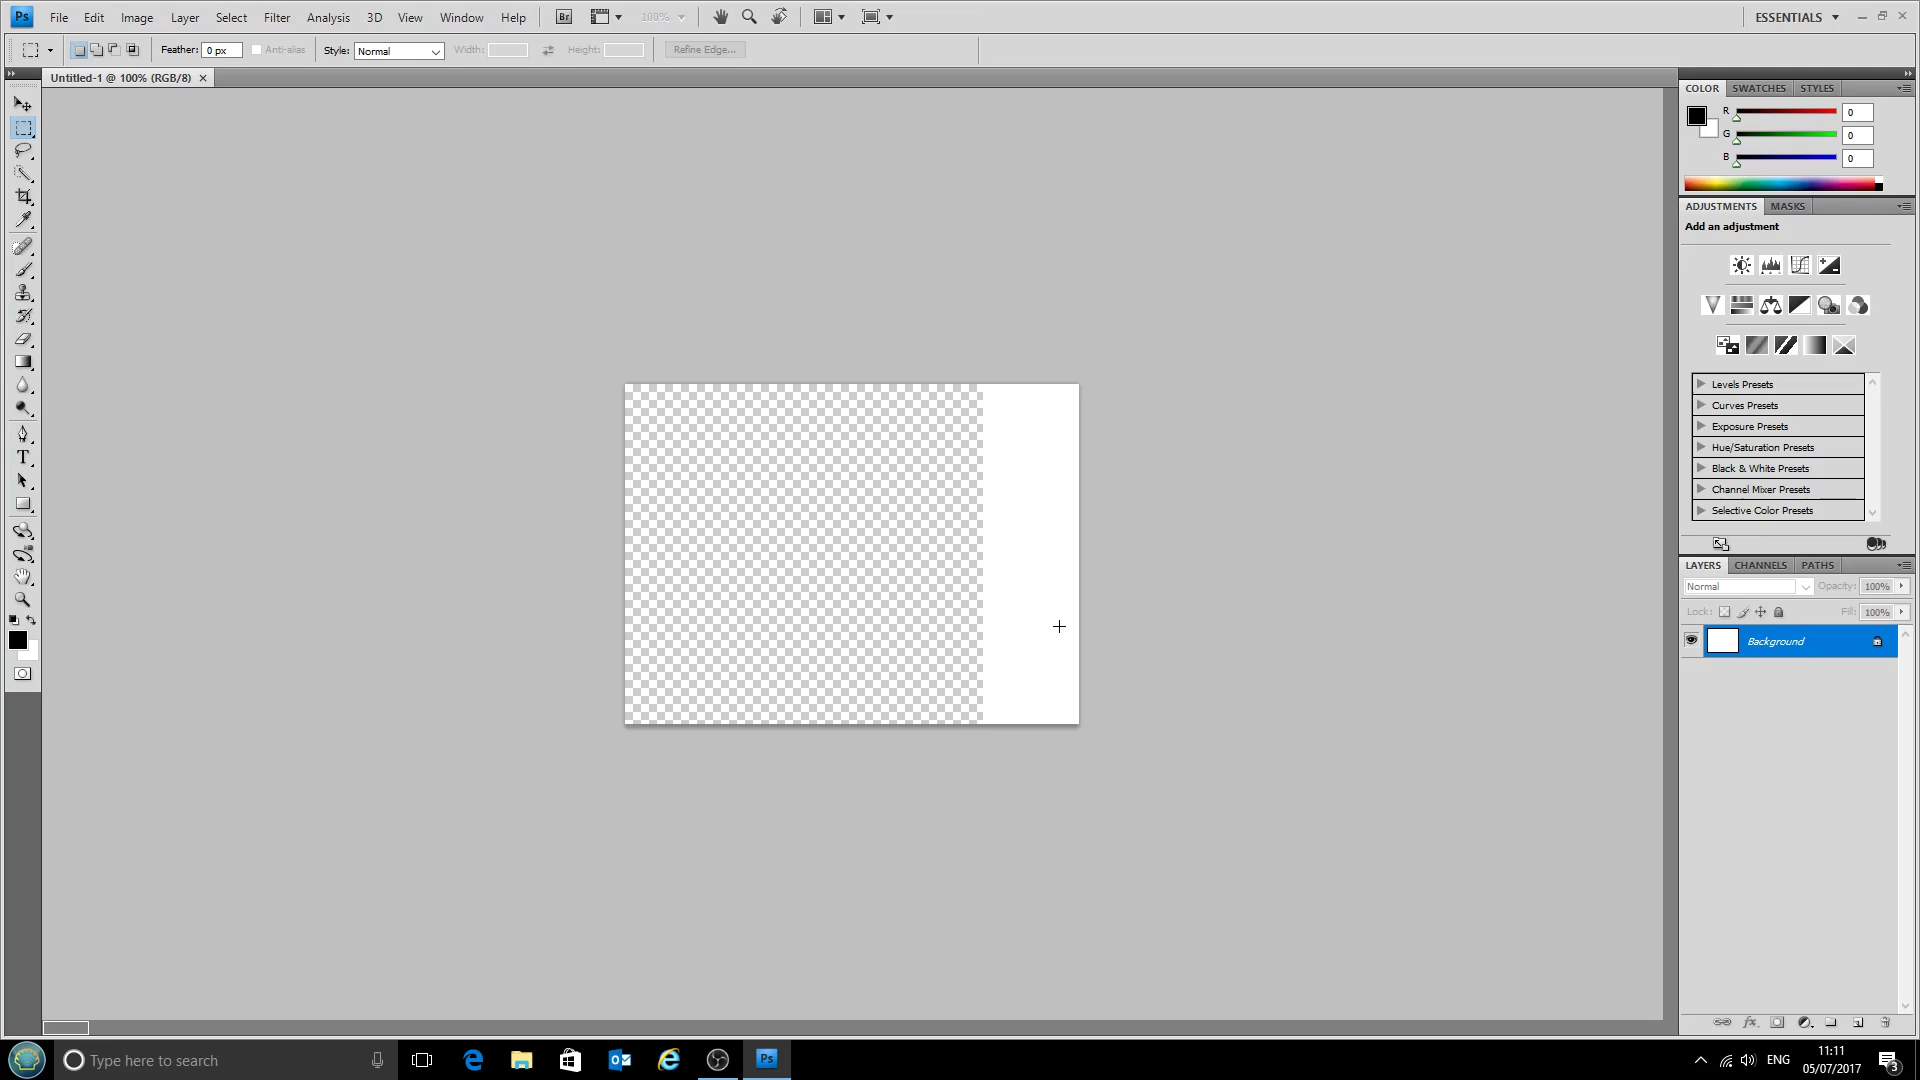 Ps File Edit Image Layer Select Filter Analysis 3D View Window Help Br 100% ESSENTIALS
Feather: 0 px Anti-alias Style: Normal Width: Height: Refine Edge...
Untitled-1 @ 100% (RGB/8)
COLOR SWATCHES STYLES
R 0
G 0
B 0
ADJUSTMENTS MASKS
Add an adjustment
Levels Presets
Curves Presets
Exposure Presets
Hue/Saturation Presets
Black & White Presets
Channel Mixer Presets
Selective Color Presets
LAYERS CHANNELS PATHS
Normal Opacity: 100%
Lock: Fill: 100%
Background
T
fx
Type here to search
Ps
ENG
11:11
05/07/2017
3